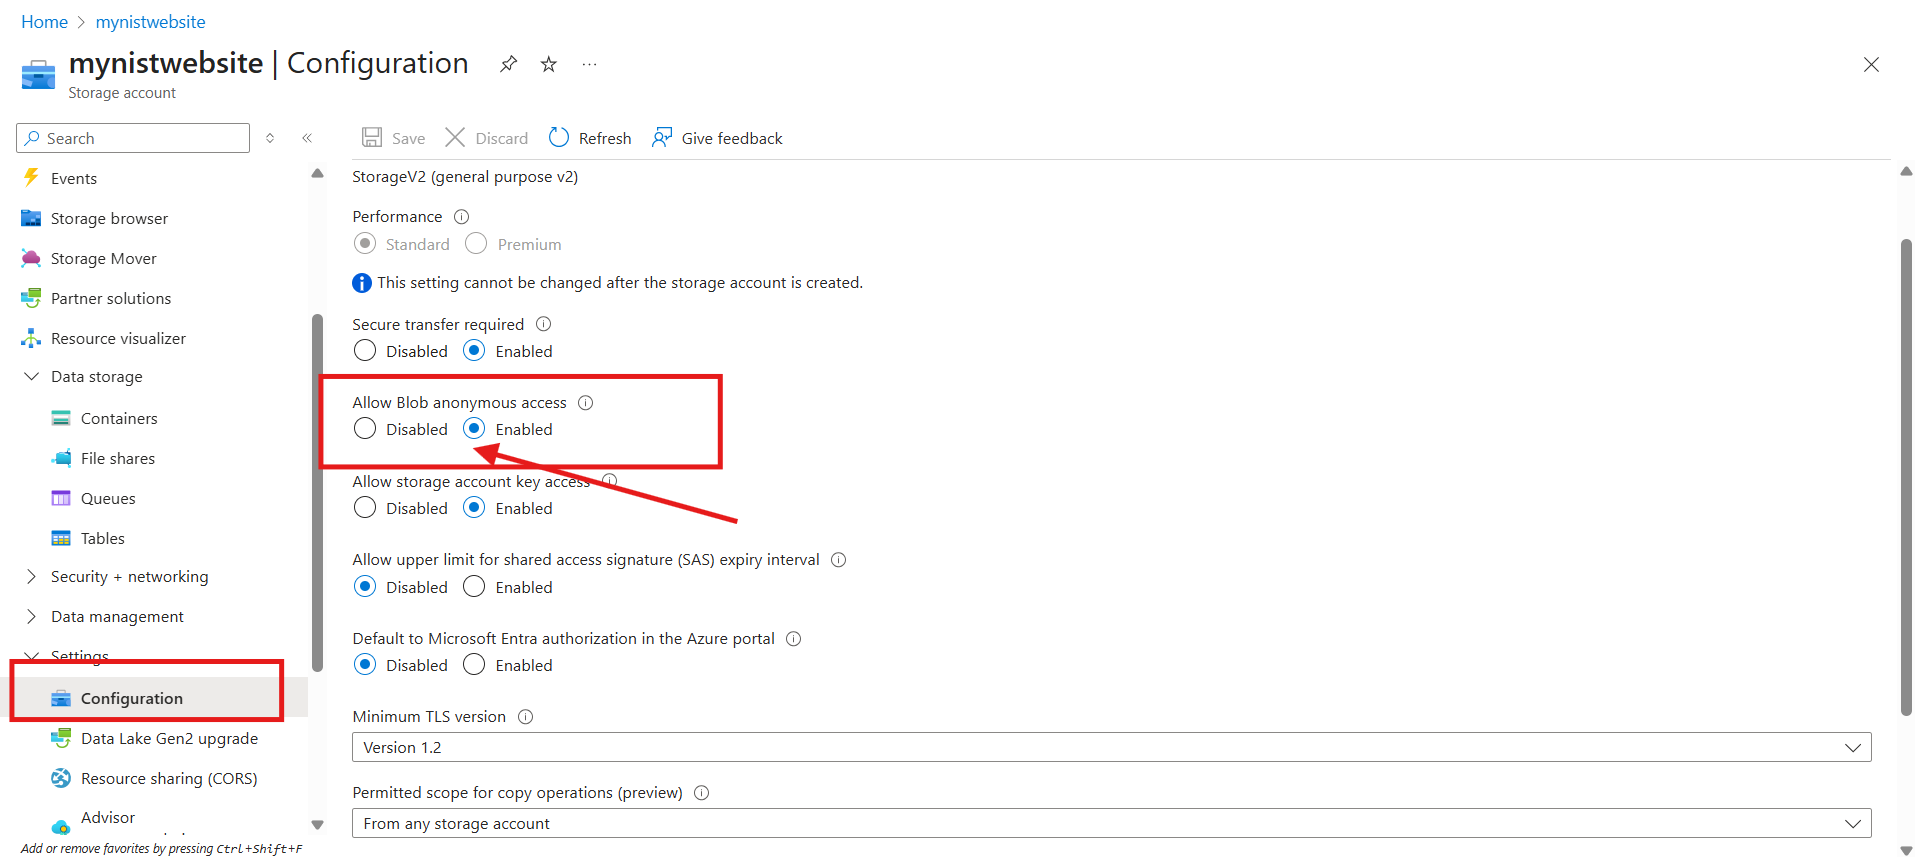 Home > mynistwebsite
mynistwebsite | Configuration
Storage account
Search
Events
Storage browser
Storage Mover
Partner solutions
Resource visualizer
Data storage
Containers
File shares
Queues
Tables
Security + networking
Data management
Settings
Configuration
Data Lake Gen2 upgrade
Resource sharing (CORS)
Advisor
Add or remove favorites by pressing Ctrl+Shift+F
Save Discard Refresh Give feedback
StorageV2 (general purpose v2)
Performance
Standard Premium
This setting cannot be changed after the storage account is created.
Secure transfer required
Disabled Enabled
Allow Blob anonymous access
Disabled Enabled
Allow storage account key access
Disabled Enabled
Allow upper limit for shared access signature (SAS) expiry interval
Disabled Enabled
Default to Microsoft Entra authorization in the Azure portal
Disabled Enabled
Minimum TLS version
Version 1.2
Permitted scope for copy operations (preview)
From any storage account